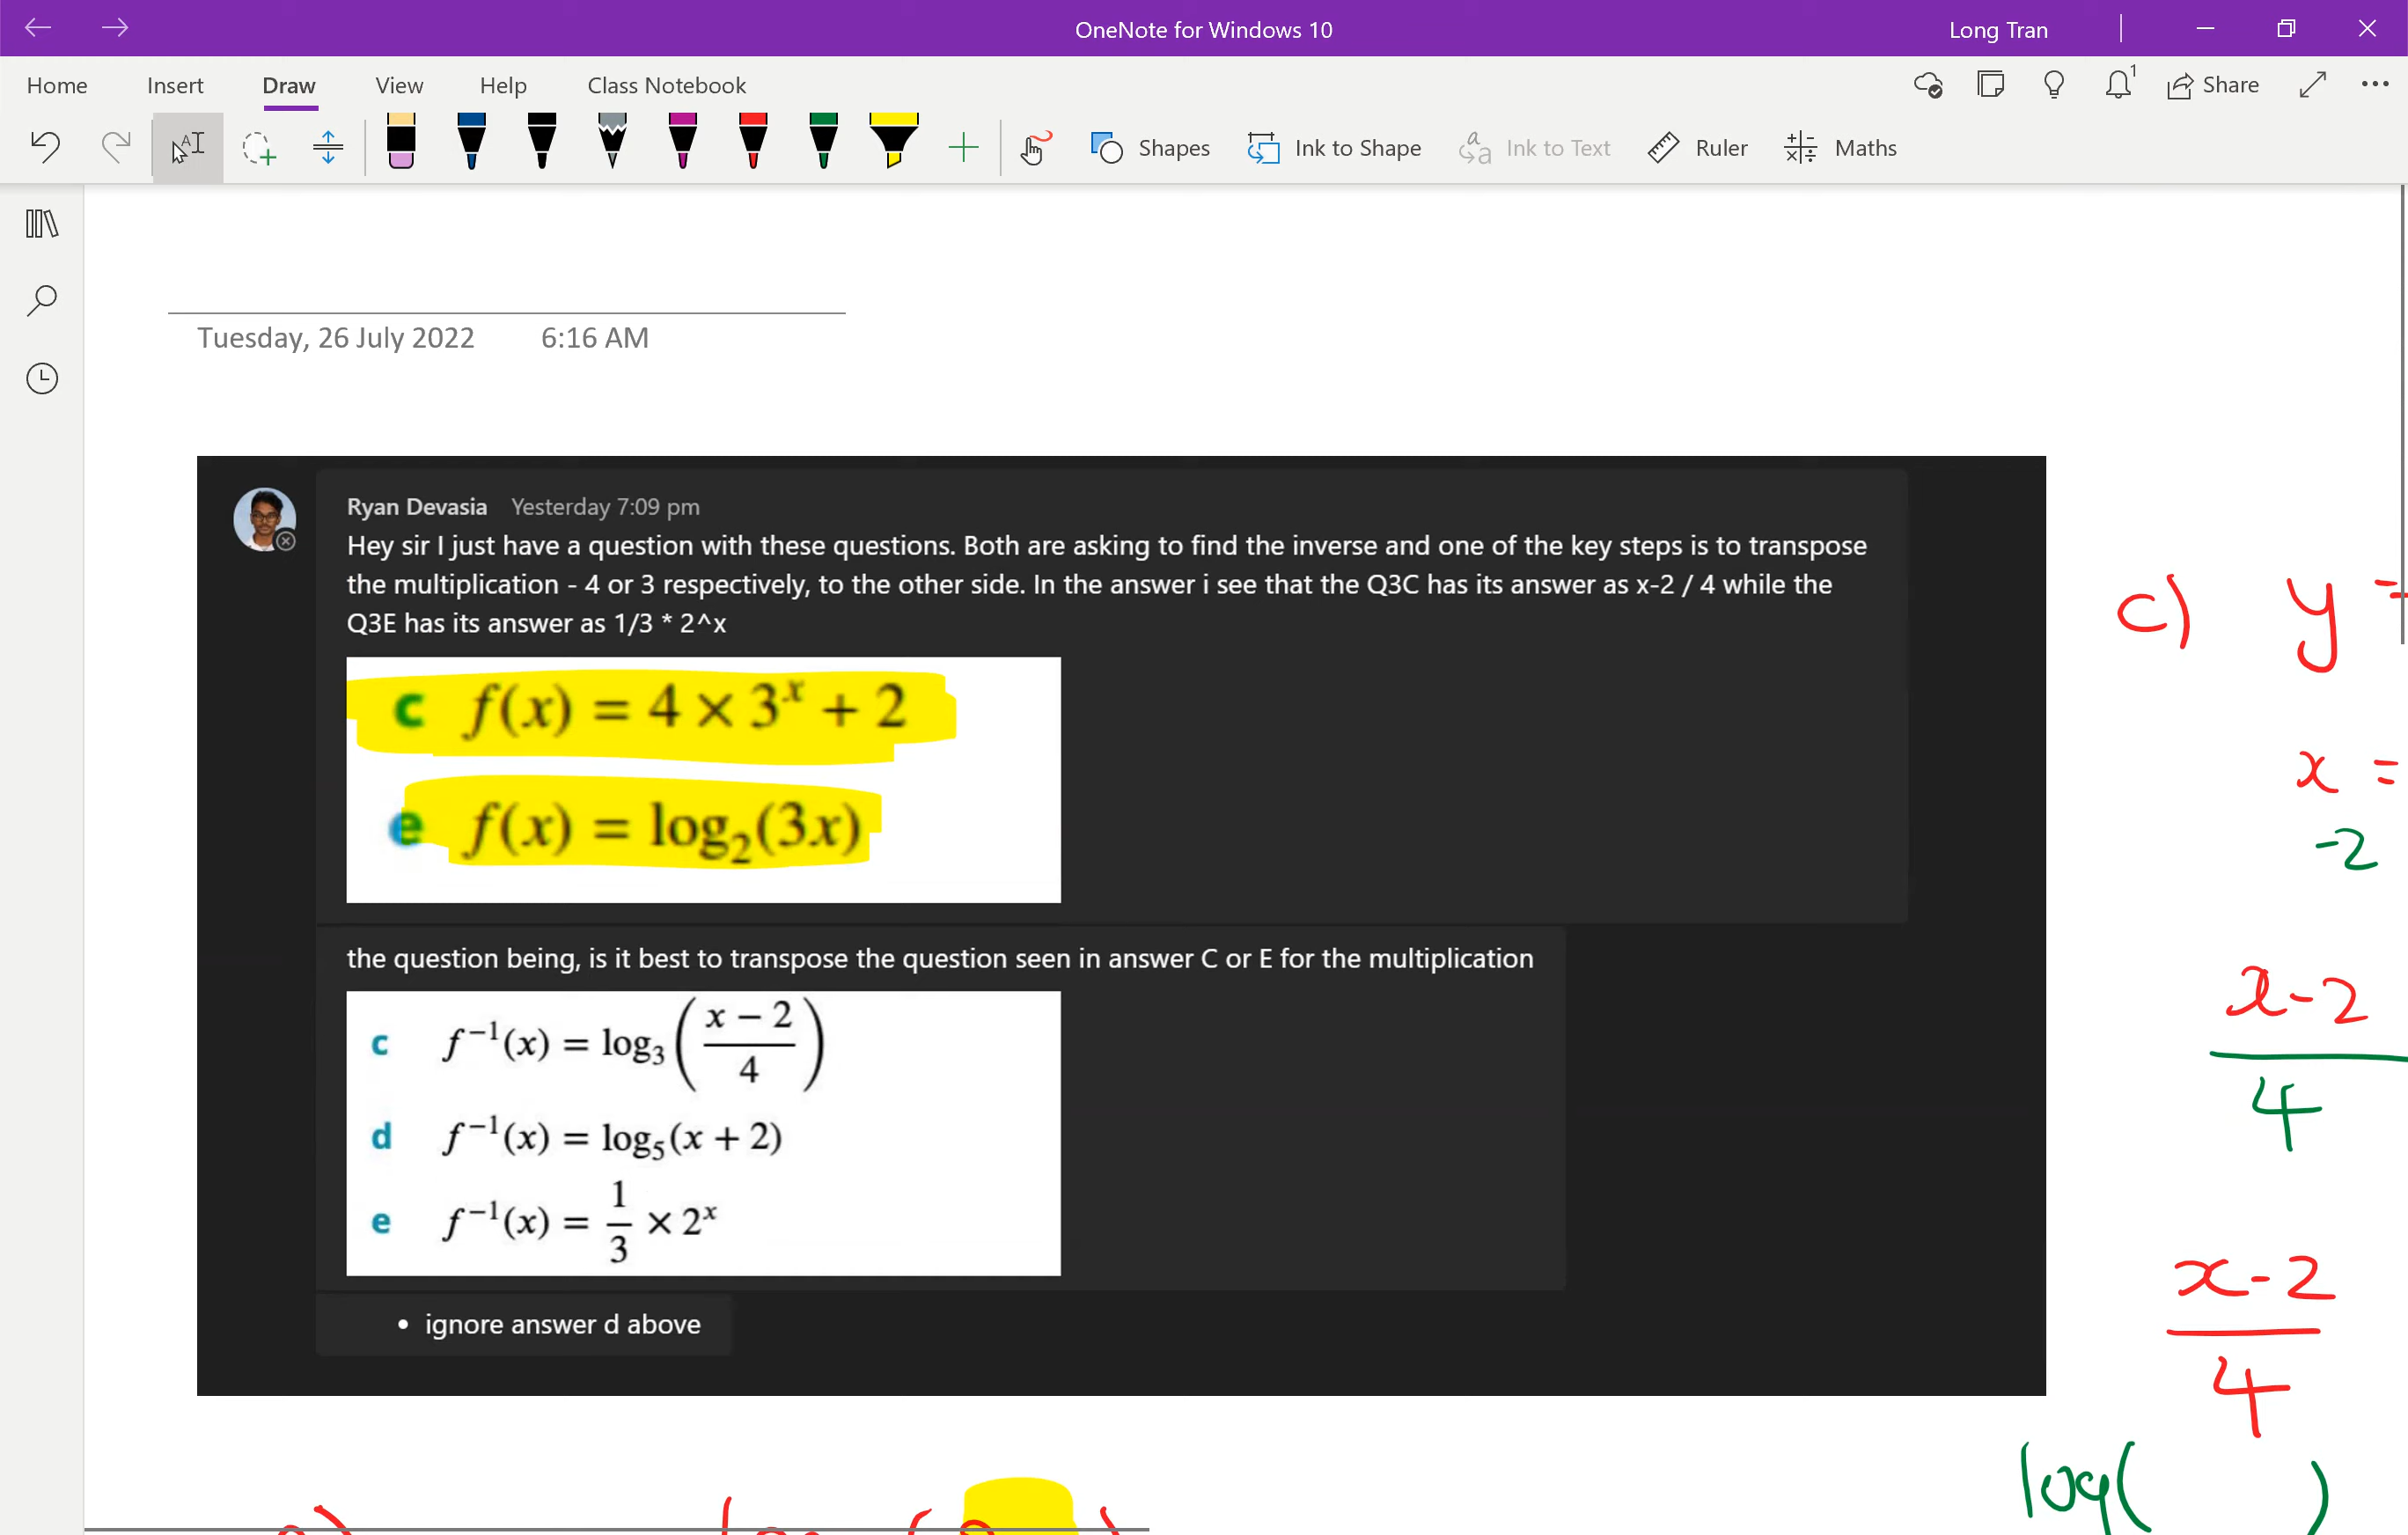 OneNote for Windows 10
Long Tran
Home Insert Draw View Help Class Notebook
1
Share
Shapes Ink to Shape Ink to Text Ruler Maths
Tuesday, 26 July 2022 6:16 AM
Ryan Devasia Yesterday 7:09 pm
Hey sir I just have a question with these questions. Both are asking to find the inverse and one of the key steps is to transpose
the multiplication - 4 or 3 respectively, to the other side. In the answer i see that the Q3C has its answer as x-2 / 4 while the
Q3E has its answer as 1/3 * 2^x
c f(x) = 4 × 3^x + 2
e f(x) = log₂(3x)
the question being, is it best to transpose the question seen in answer C or E for the multiplication
c f⁻¹(x) = log₃((x − 2)/4)
d f⁻¹(x) = log₅(x + 2)
e f⁻¹(x) = 1/3 × 2^x
• ignore answer d above
c) y =
x =
-2
x-2
4
x-2
4
log( )